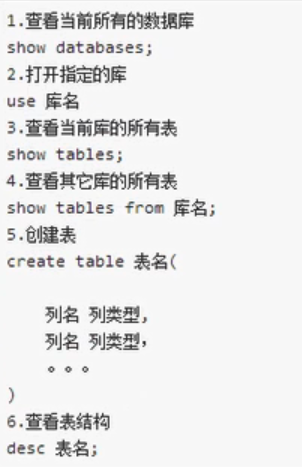 1.查看当前所有的数据库
show databases;
2.打开指定的库
use 库名
3.查看当前库的所有表
show tables;
4.查看其它库的所有表
show tables from 库名;
5.创建表
create table 表名(
列名 列类型,
列名 列类型，
。。。
)
6.查看表结构
desc 表名;